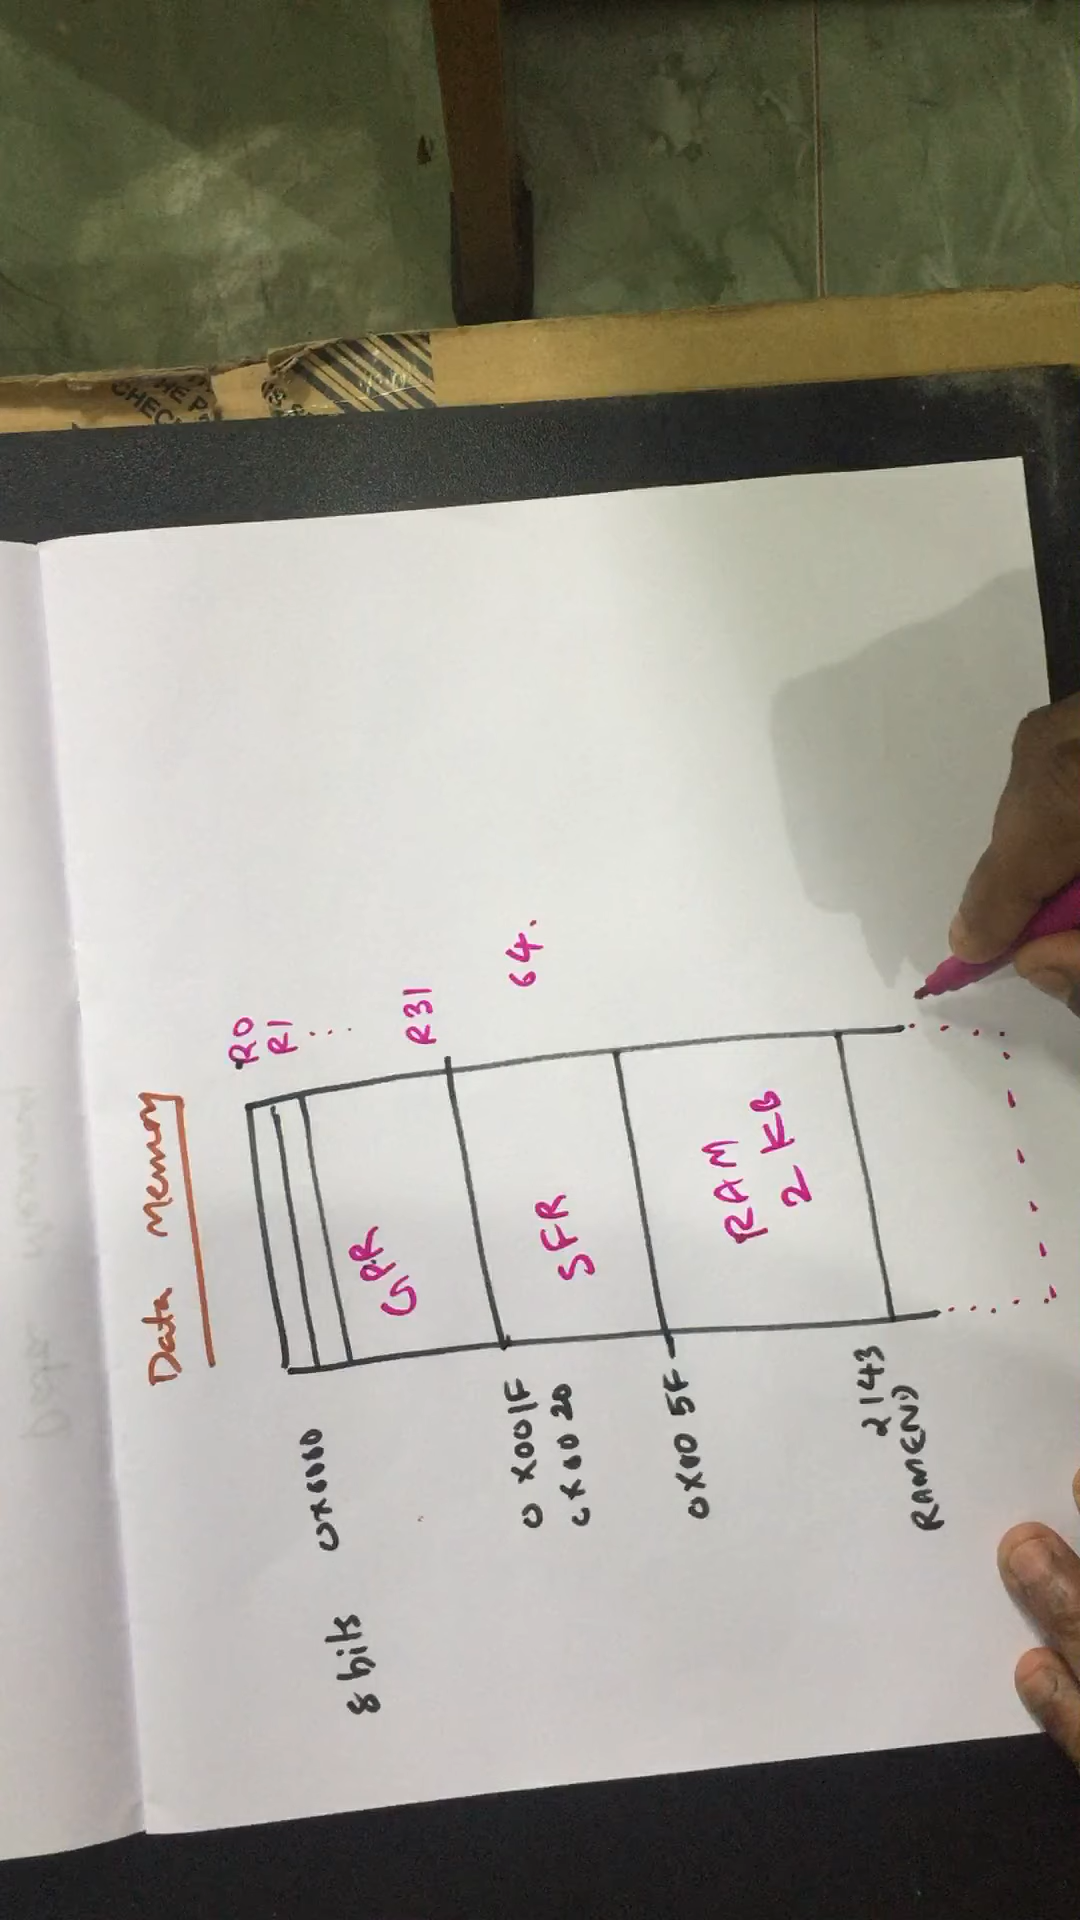 Data Memory
8 bits
0x0000
R0
R1
....
GPR
R31
0x001F
0x0020
SFR
64.
0x005F
RAM
2 KB
2143
RAMEND